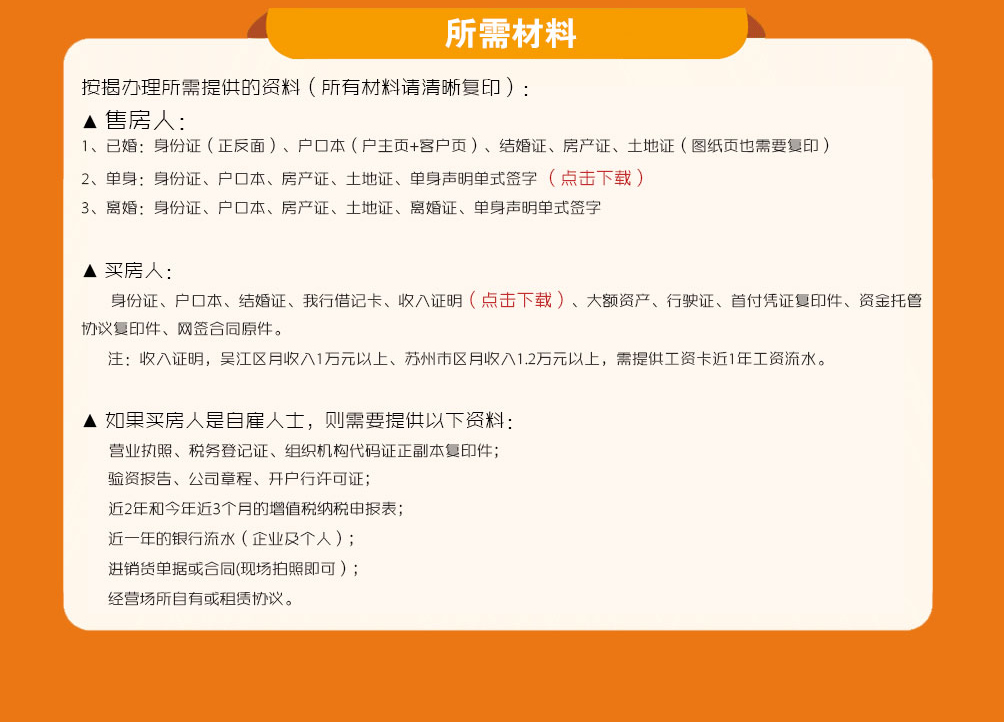 所需材料
按揭办理所需提供的资料（所有材料请清晰复印）:
▲ 售房人:
1、已婚: 身份证（正反面）、户口本（户主页+客户页）、结婚证、房产证、土地证（图纸页也需要复印）
2、单身: 身份证、户口本、房产证、土地证、单身声明单式签字（点击下载）
3、离婚: 身份证、户口本、房产证、土地证、离婚证、单身声明单式签字
▲ 买房人:
身份证、户口本、结婚证、我行借记卡、收入证明（点击下载）、大额资产、行驶证、首付凭证复印件、资金托管
协议复印件、网签合同原件。
注: 收入证明，吴江区月收入1万元以上、苏州市区月收入1.2万元以上，需提供工资卡近1年工资流水。
▲ 如果买房人是自雇人士，则需要提供以下资料:
营业执照、税务登记证、组织机构代码证正副本复印件;
验资报告、公司章程、开户行许可证;
近2年和今年近3个月的增值税纳税申报表;
近一年的银行流水（企业及个人）;
进销货单据或合同(现场拍照即可）;
经营场所自有或租赁协议。